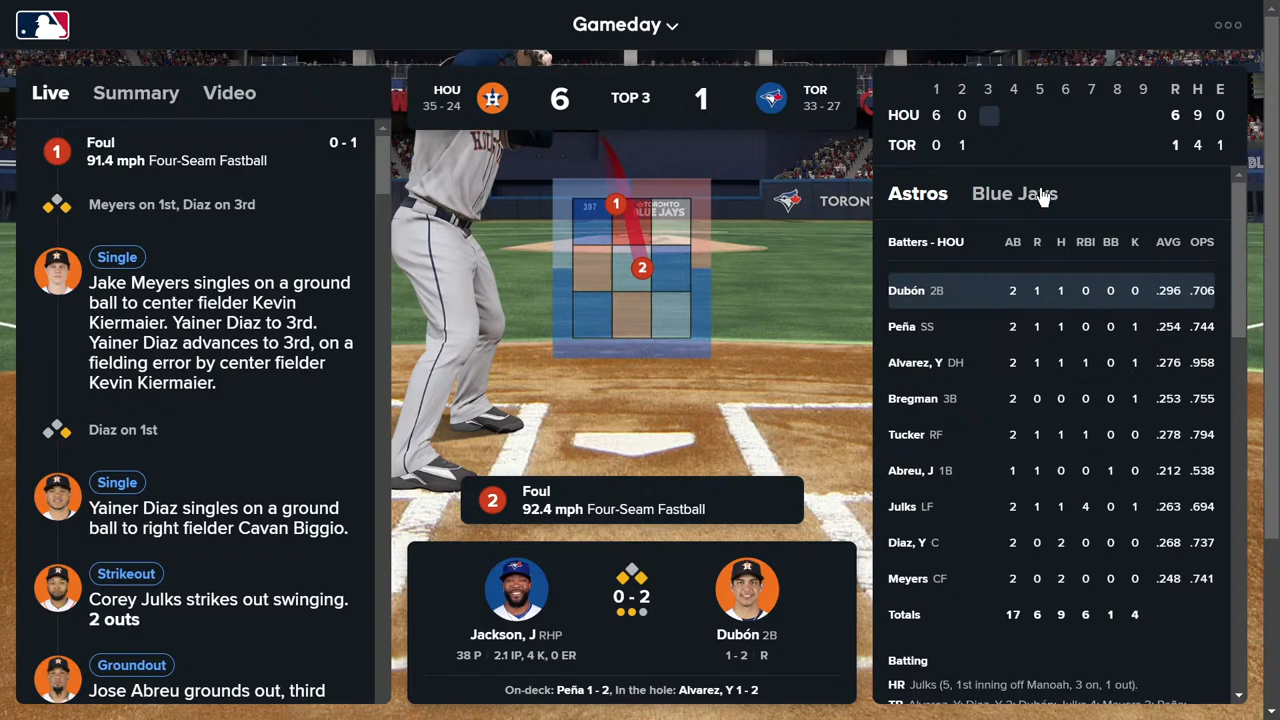 Gameday
Live Summary Video
1 Foul 0 - 1
91.4 mph Four-Seam Fastball
Meyers on 1st, Diaz on 3rd
Single
Jake Meyers singles on a ground
ball to center fielder Kevin
Kiermaier. Yainer Diaz to 3rd.
Yainer Diaz advances to 3rd, on a
fielding error by center fielder
Kevin Kiermaier.
Diaz on 1st
Single
Yainer Diaz singles on a ground
ball to right fielder Cavan Biggio.
Strikeout
Corey Julks strikes out swinging.
2 outs
Groundout
Jose Abreu grounds out, third
HOU 6 TOP 3 1 TOR
35 - 24 33 - 27
397 1 TORONTO
BLUE JAYS
2
TORON
2 Foul
92.4 mph Four-Seam Fastball
0 - 2
Jackson, J RHP Dubón 2B
38 P 2.1 IP, 4 K, 0 ER 1 - 2 R
On-deck: Peña 1 - 2, In the hole: Alvarez, Y 1 - 2
1 2 3 4 5 6 7 8 9 R H E
HOU 6 0 6 9 0
TOR 0 1 1 4 1
Astros Blue Jays
Batters - HOU AB R H RBI BB K AVG OPS
Dubón 2B 2 1 1 0 0 0 .296 .706
Peña SS 2 1 1 0 0 1 .254 .744
Alvarez, Y DH 2 1 1 1 0 1 .276 .958
Bregman 3B 2 0 0 0 0 1 .253 .755
Tucker RF 2 1 1 1 0 0 .278 .794
Abreu, J 1B 1 1 0 0 1 0 .212 .538
Julks LF 2 1 1 4 0 1 .263 .694
Diaz, Y C 2 0 2 0 0 0 .268 .737
Meyers CF 2 0 2 0 0 0 .248 .741
Totals 17 6 9 6 1 4
Batting
HR Julks (5, 1st inning off Manoah, 3 on, 1 out).